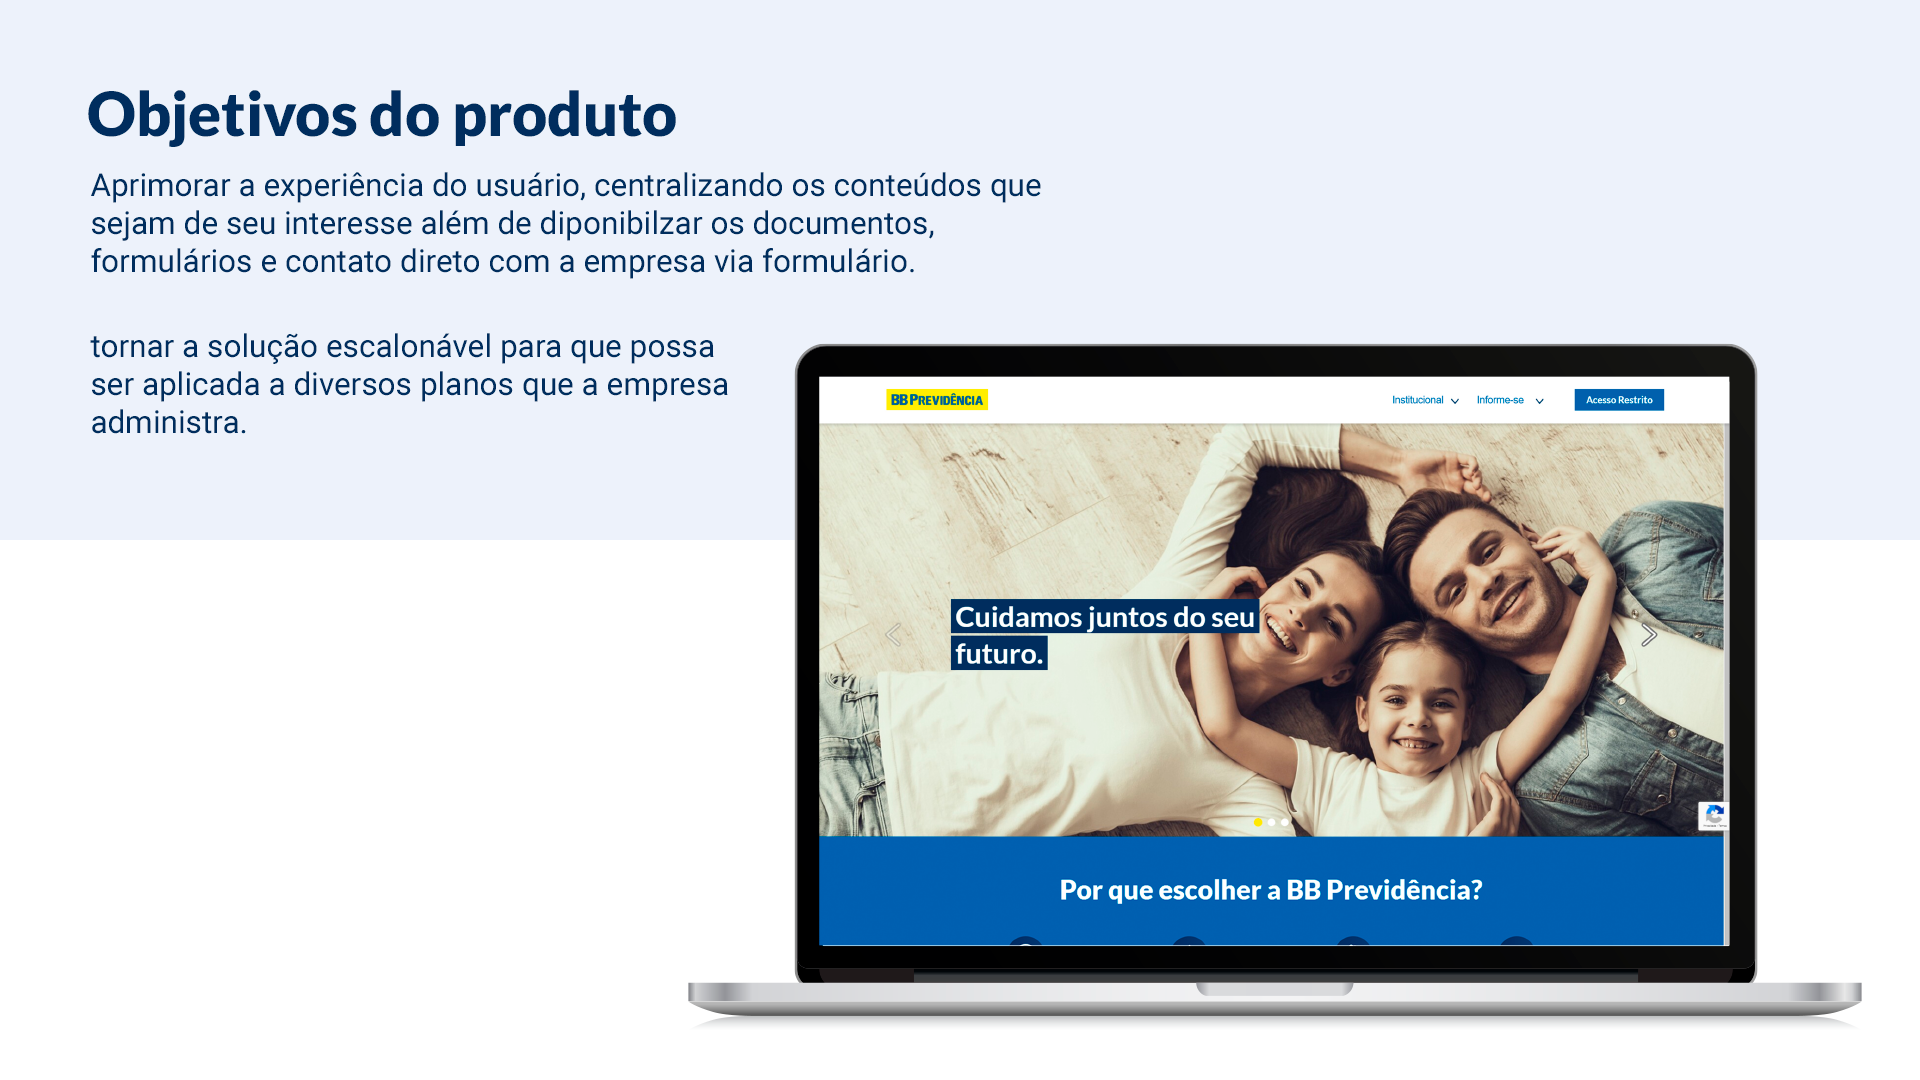 Objetivos do produto
Aprimorar a experiência do usuário, centralizando os conteúdos que
sejam de seu interesse além de diponibilzar os documentos,
formulários e contato direto com a empresa via formulário.
tornar a solução escalonável para que possa
ser aplicada a diversos planos que a empresa
administra.
BB PREVIDÊNCIA
Institucional
Informe-se
Acesso Restrito
Cuidamos juntos do seu
futuro.
Por que escolher a BB Previdência?